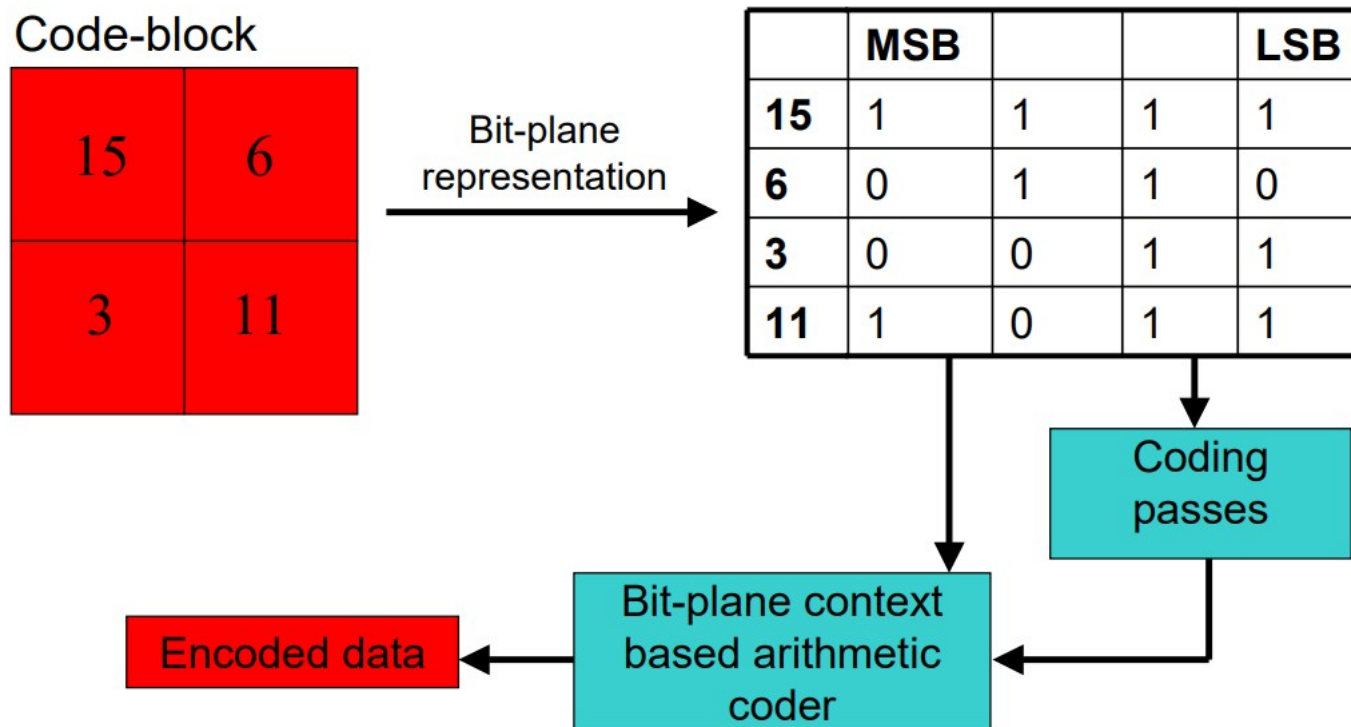 Code-block
15 6
3 11
Bit-plane
representation
MSB LSB
15 1 1 1 1
6 0 1 1 0
3 0 0 1 1
11 1 0 1 1
Coding
passes
Bit-plane context
based arithmetic
coder
Encoded data